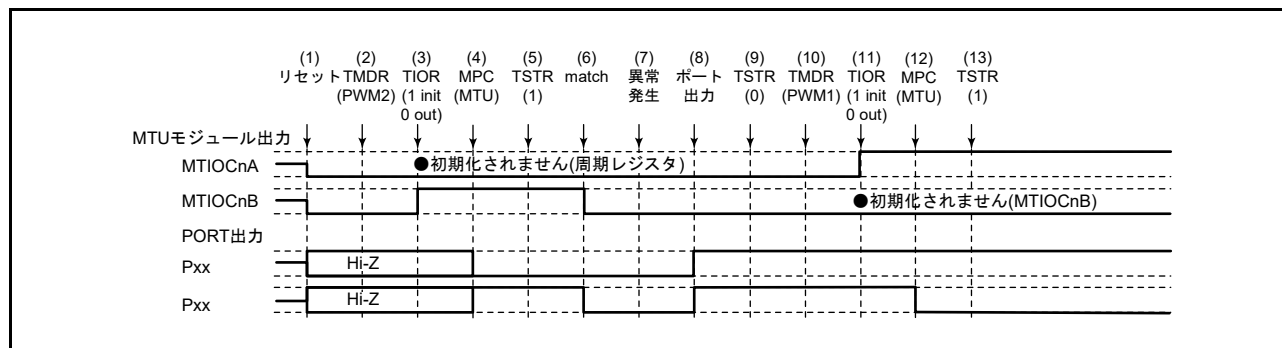 (1) (2) (3) (4) (5) (6) (7) (8) (9) (10) (11) (12) (13)
リセット TMDR TIOR MPC TSTR match 異常 ポート TSTR TMDR TIOR MPC TSTR
(PWM2) (1 init (MTU) (1) 発生 出力 (0) (PWM1) (1 init (MTU) (1)
0 out) 0 out)
MTUモジュール出力
MTIOCnA ●初期化されません(周期レジスタ)
MTIOCnB ●初期化されません(MTIOCnB)
PORT出力
Pxx Hi-Z
Pxx Hi-Z